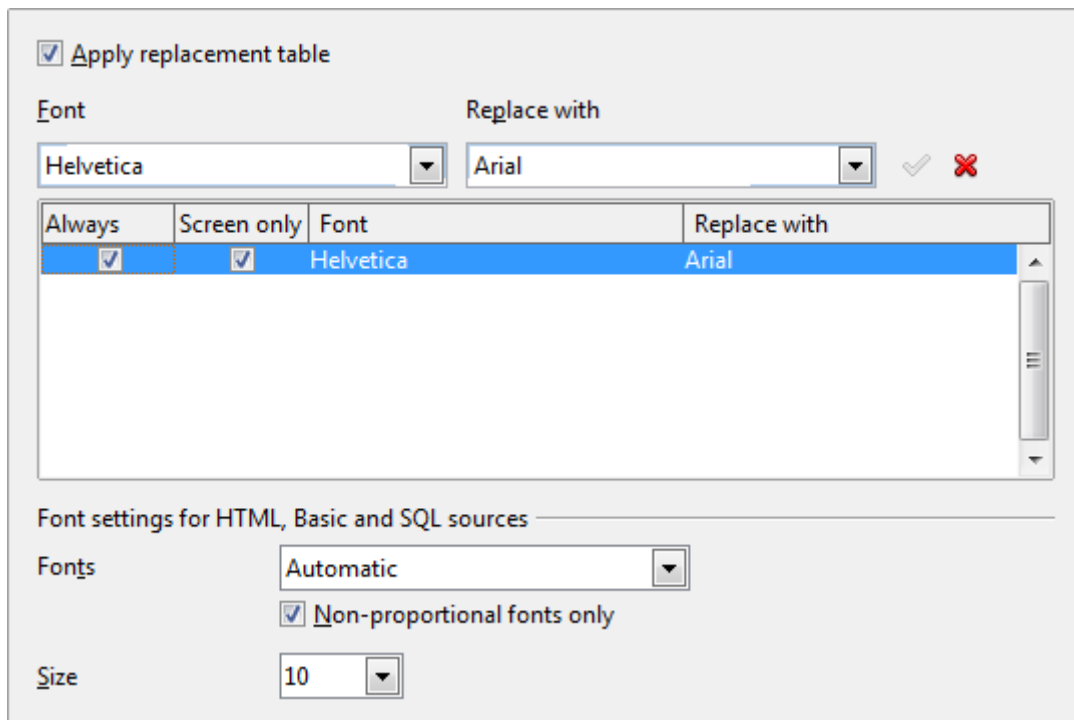 Apply replacement table
Font Replace with
Helvetica Arial
Always Screen only Font Replace with
Helvetica Arial
Font settings for HTML, Basic and SQL sources
Fonts Automatic
Non-proportional fonts only
Size 10